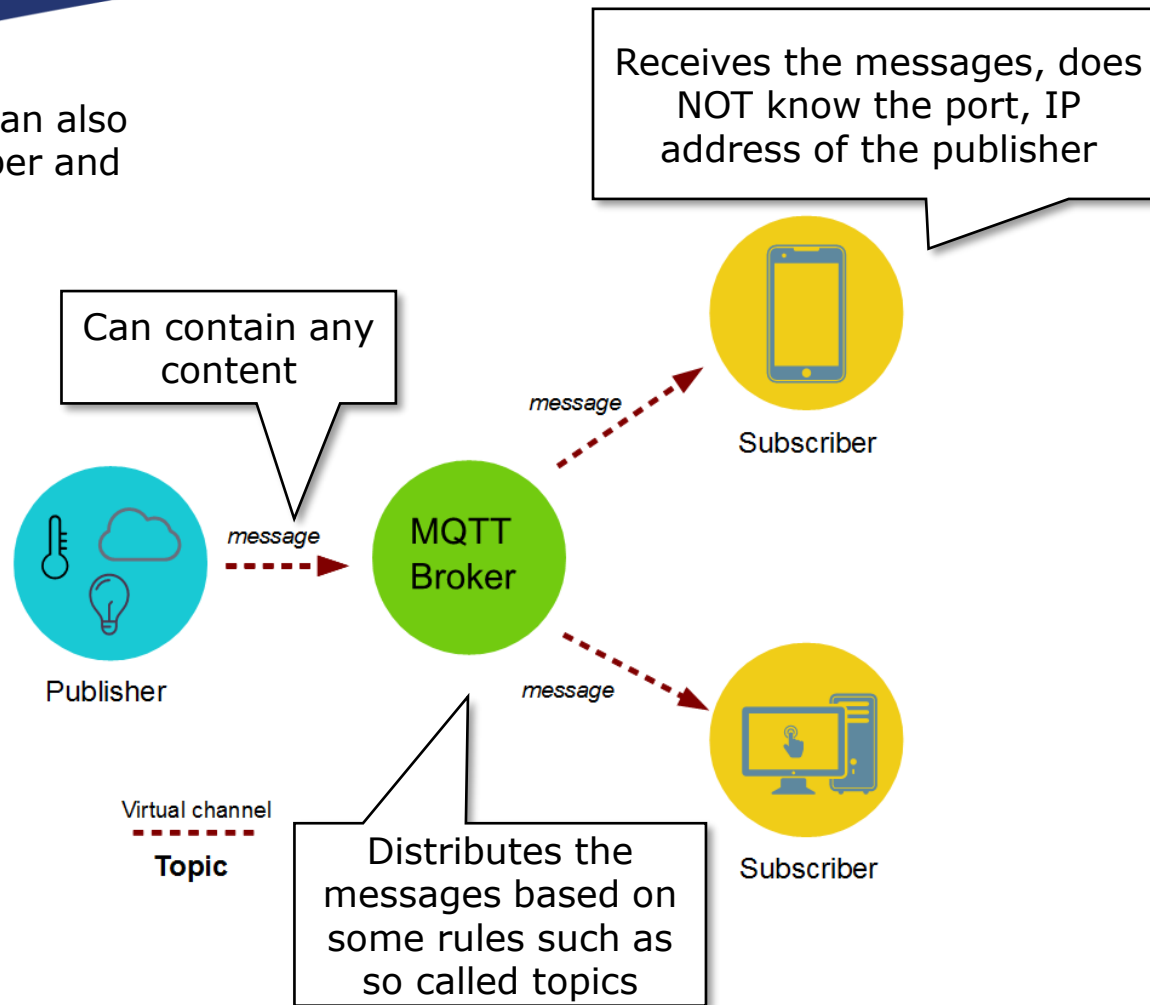 an also
er and
Receives the messages, does
NOT know the port, IP
address of the publisher
Can contain any
content
message
Subscriber
message
MQTT
Broker
Publisher
message
Virtual channel
Topic
Distributes the
messages based on
some rules such as
so called topics
Subscriber